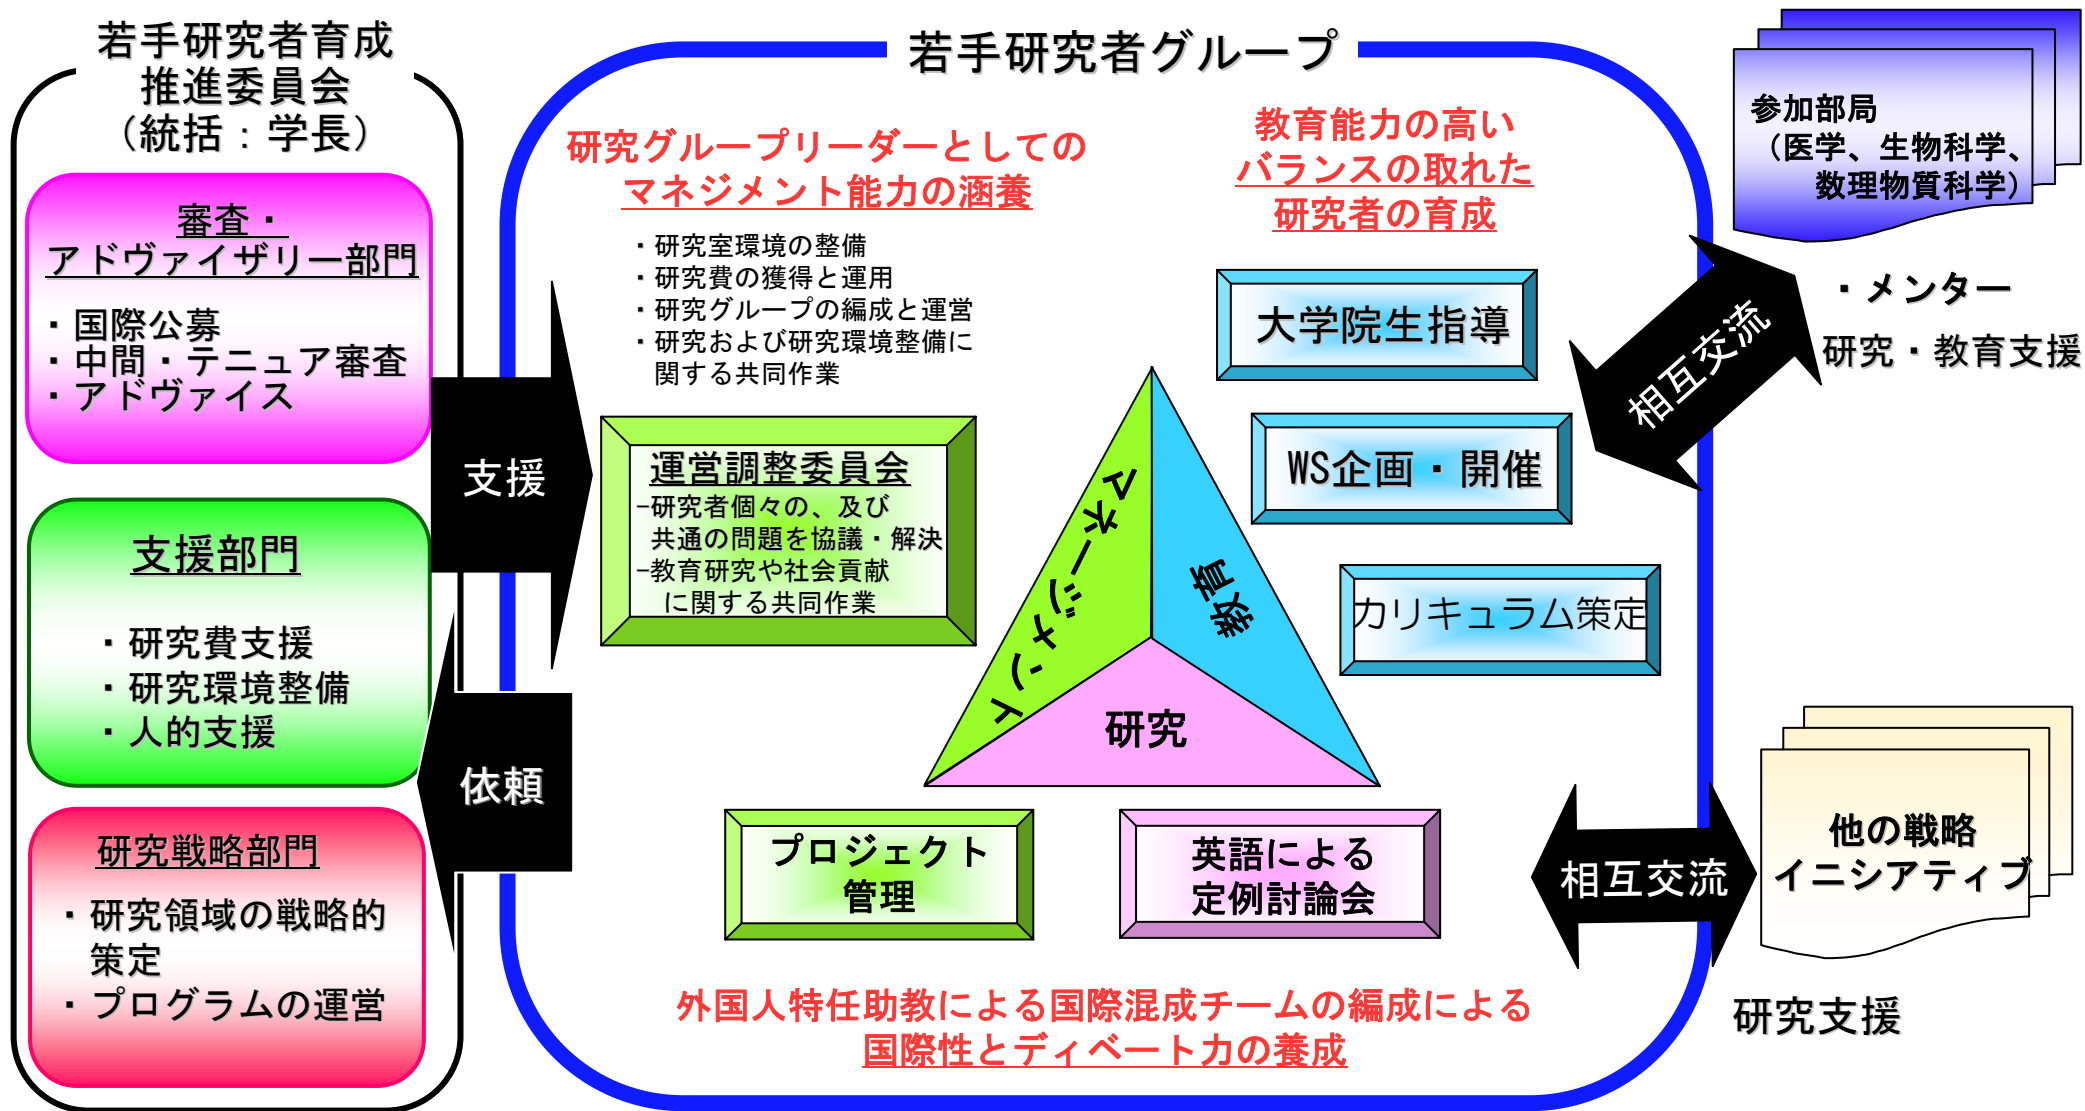 若手研究者育成
推進委員会
（統括：学長）
審査・
アドヴァイザリー部門
・国際公募
・中間・テニュア審査
・アドヴァイス
支援部門
・研究費支援
・研究環境整備
・人的支援
研究戦略部門
・研究領域の戦略的
策定
・プログラムの運営
支援
依頼
若手研究者グループ
研究グループリーダーとしての
マネジメント能力の涵養
・研究室環境の整備
・研究費の獲得と運用
・研究グループの編成と運営
・研究および研究環境整備に
関する共同作業
運営調整委員会
−研究者個々の、及び
共通の問題を協議・解決
−教育研究や社会貢献
に関する共同作業
教育能力の高い
バランスの取れた
研究者の育成
大学院生指導
WS企画・開催
カリキュラム策定
マネージメント
教育
研究
プロジェクト
管理
英語による
定例討論会
外国人特任助教による国際混成チームの編成による
国際性とディベート力の養成
参加部局
（医学、生物科学、
数理物質科学）
相互交流
・メンター
研究・教育支援
相互交流
他の戦略
イニシアティブ
研究支援